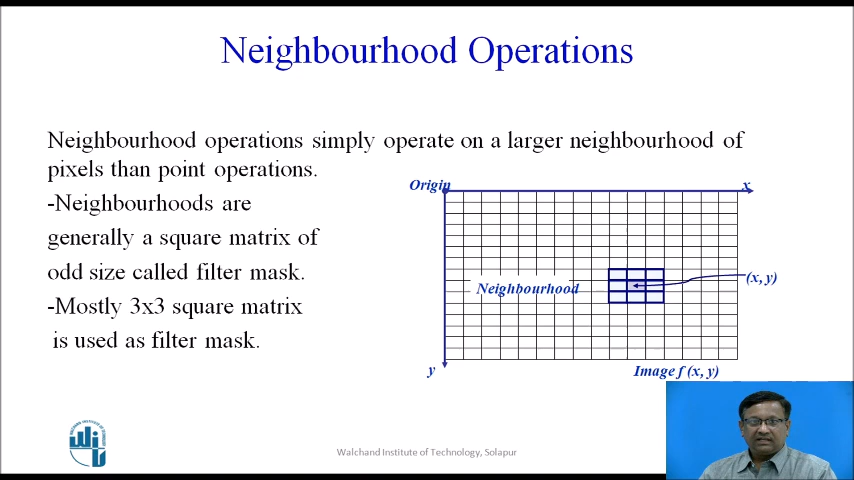 Neighbourhood Operations
Neighbourhood operations simply operate on a larger neighbourhood of
pixels than point operations.
-Neighbourhoods are
generally a square matrix of
odd size called filter mask.
-Mostly 3x3 square matrix
is used as filter mask.
Origin
x
(x, y)
Neighbourhood
y
Image f (x, y)
Walchand Institute of Technology, Solapur